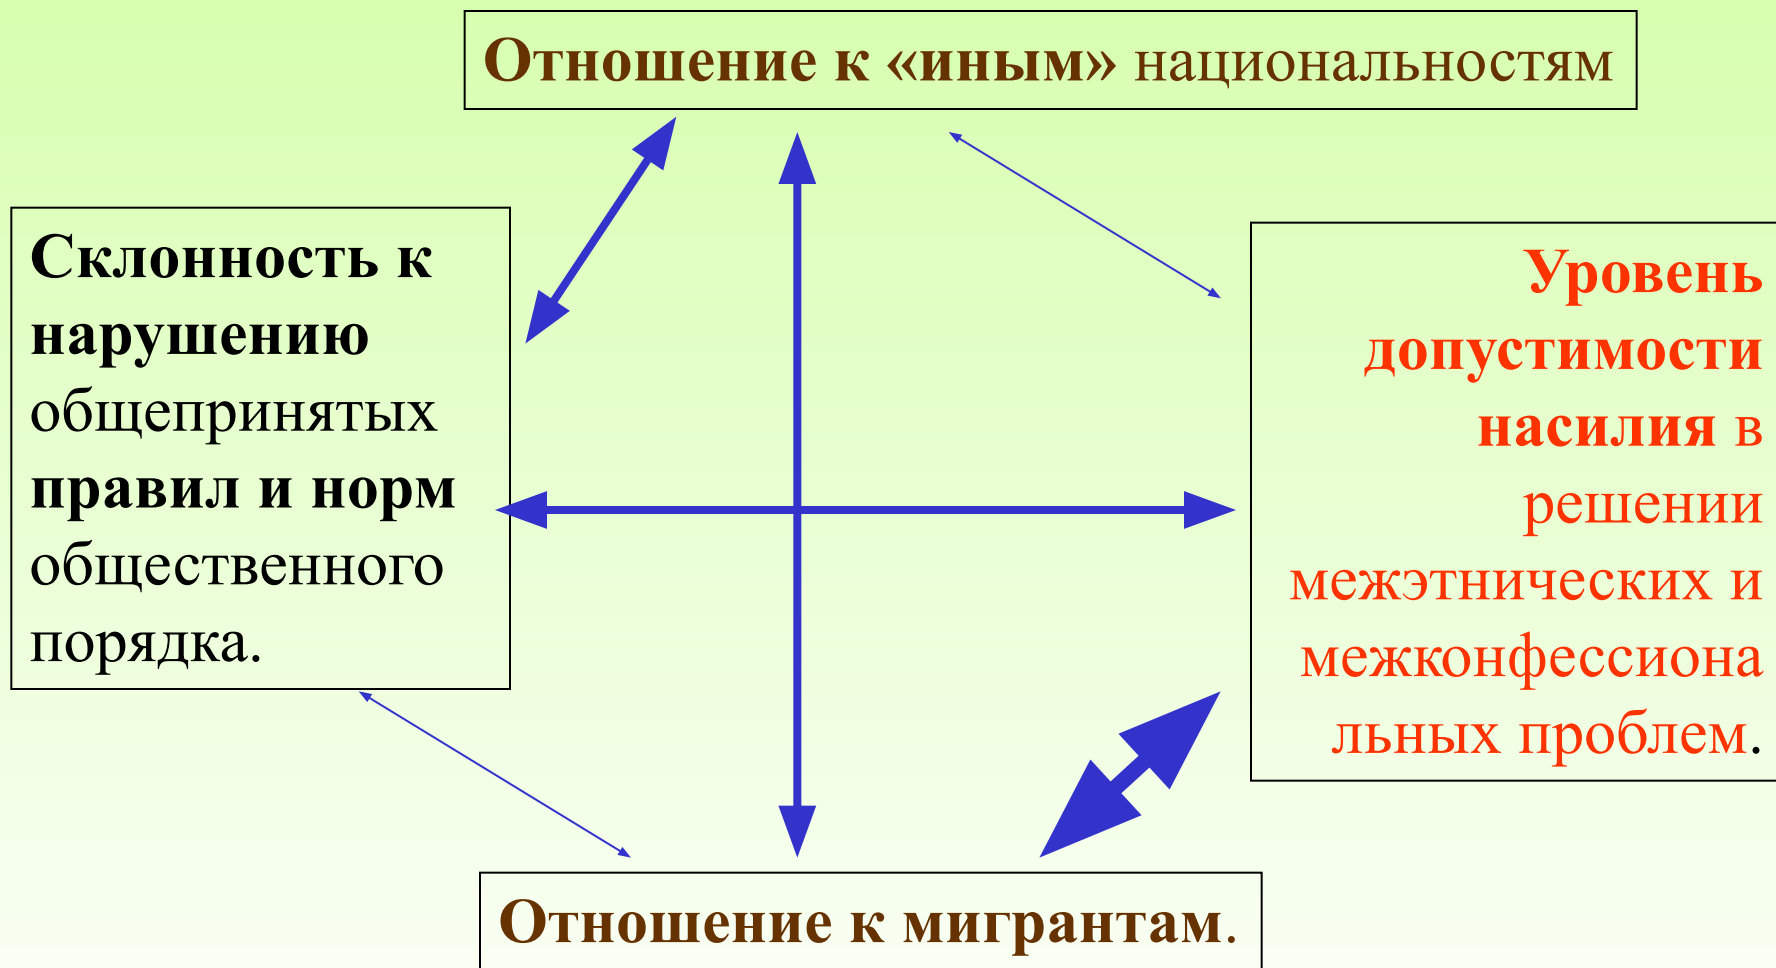 Отношение к «иным» национальностям
Склонность к
нарушению
общепринятых
правил и норм
общественного
порядка.
Уровень
допустимости
насилия в
решении
межэтнических и
межконфессиона
льных проблем.
Отношение к мигрантам.